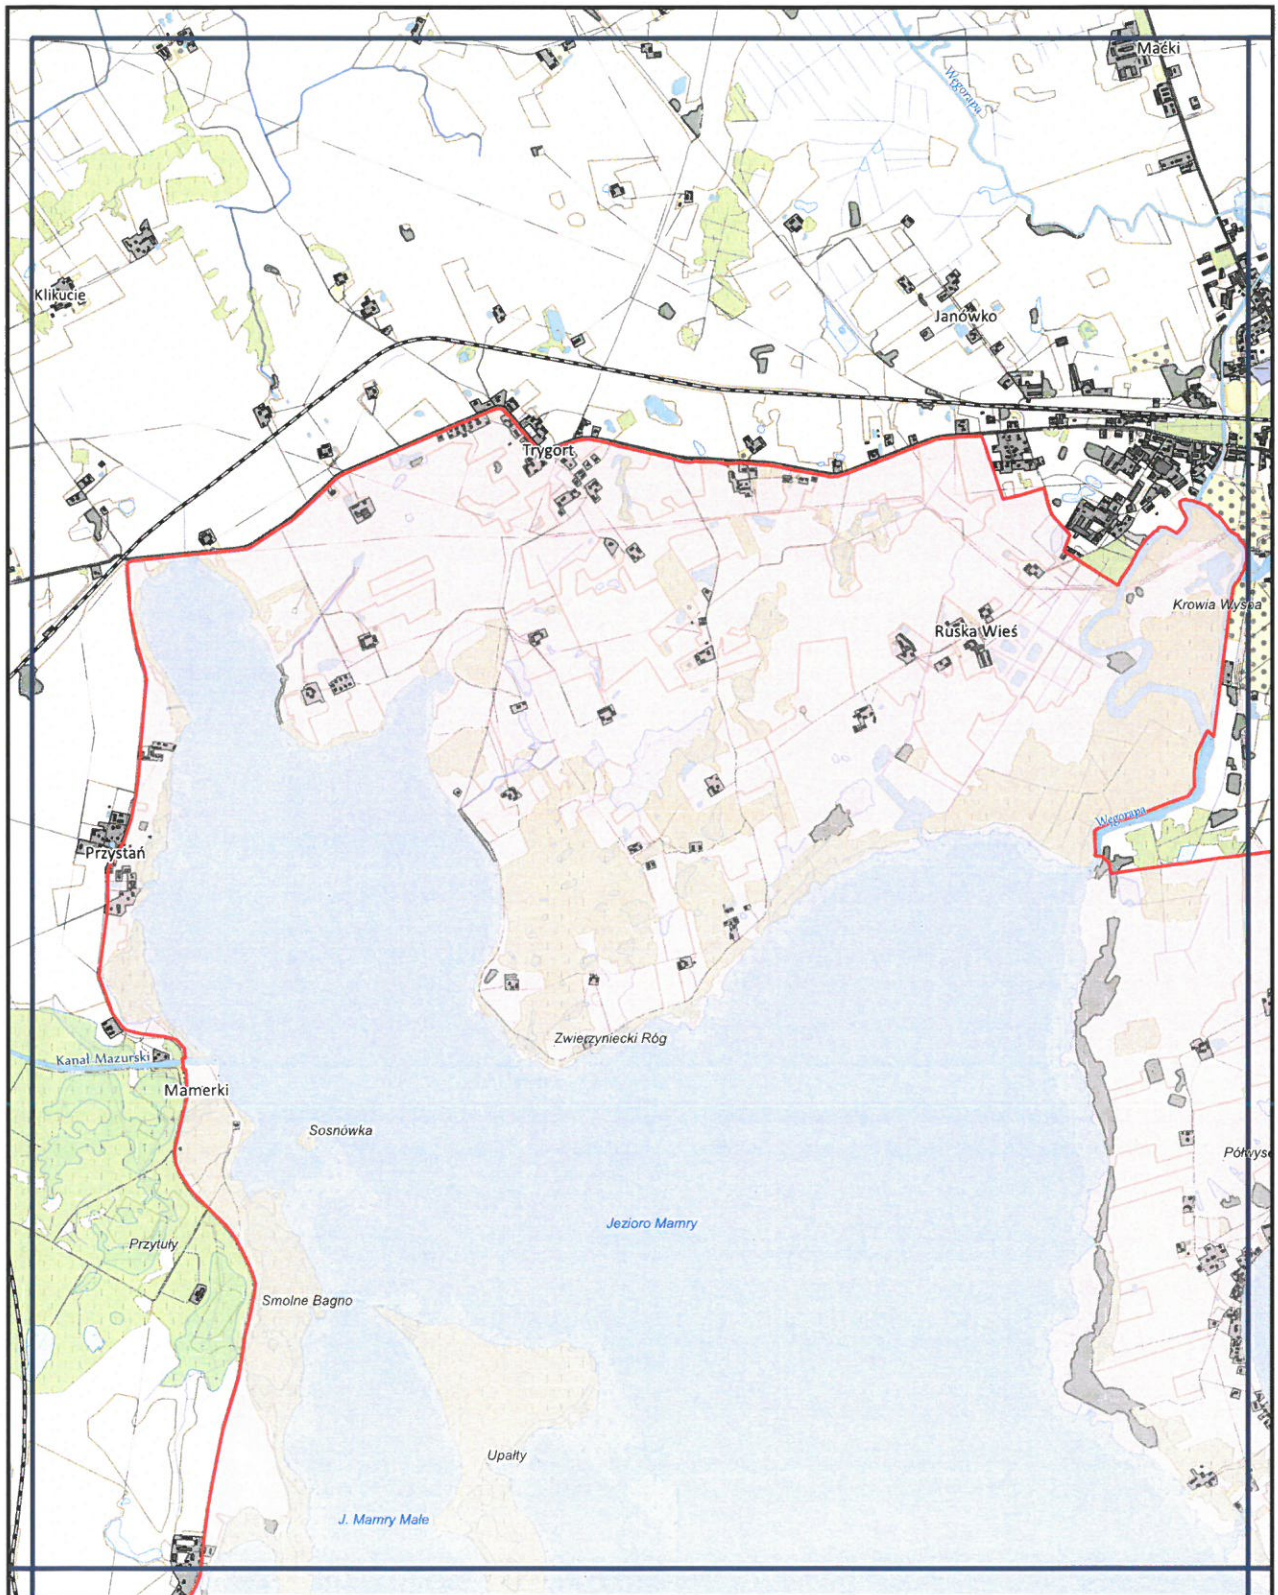 Maćki
Węgorapa
Klikucie
Janówko
Trygort
Krowia Wyspa
Ruska Wieś
Węgorapa
Przystań
Zwierzyniecki Róg
Kanał Mazurski
Mamerki
Sosnówka
Półwyse
Jezioro Mamry
Przytuły
Smolne Bagno
Upałty
J. Mamry Małe